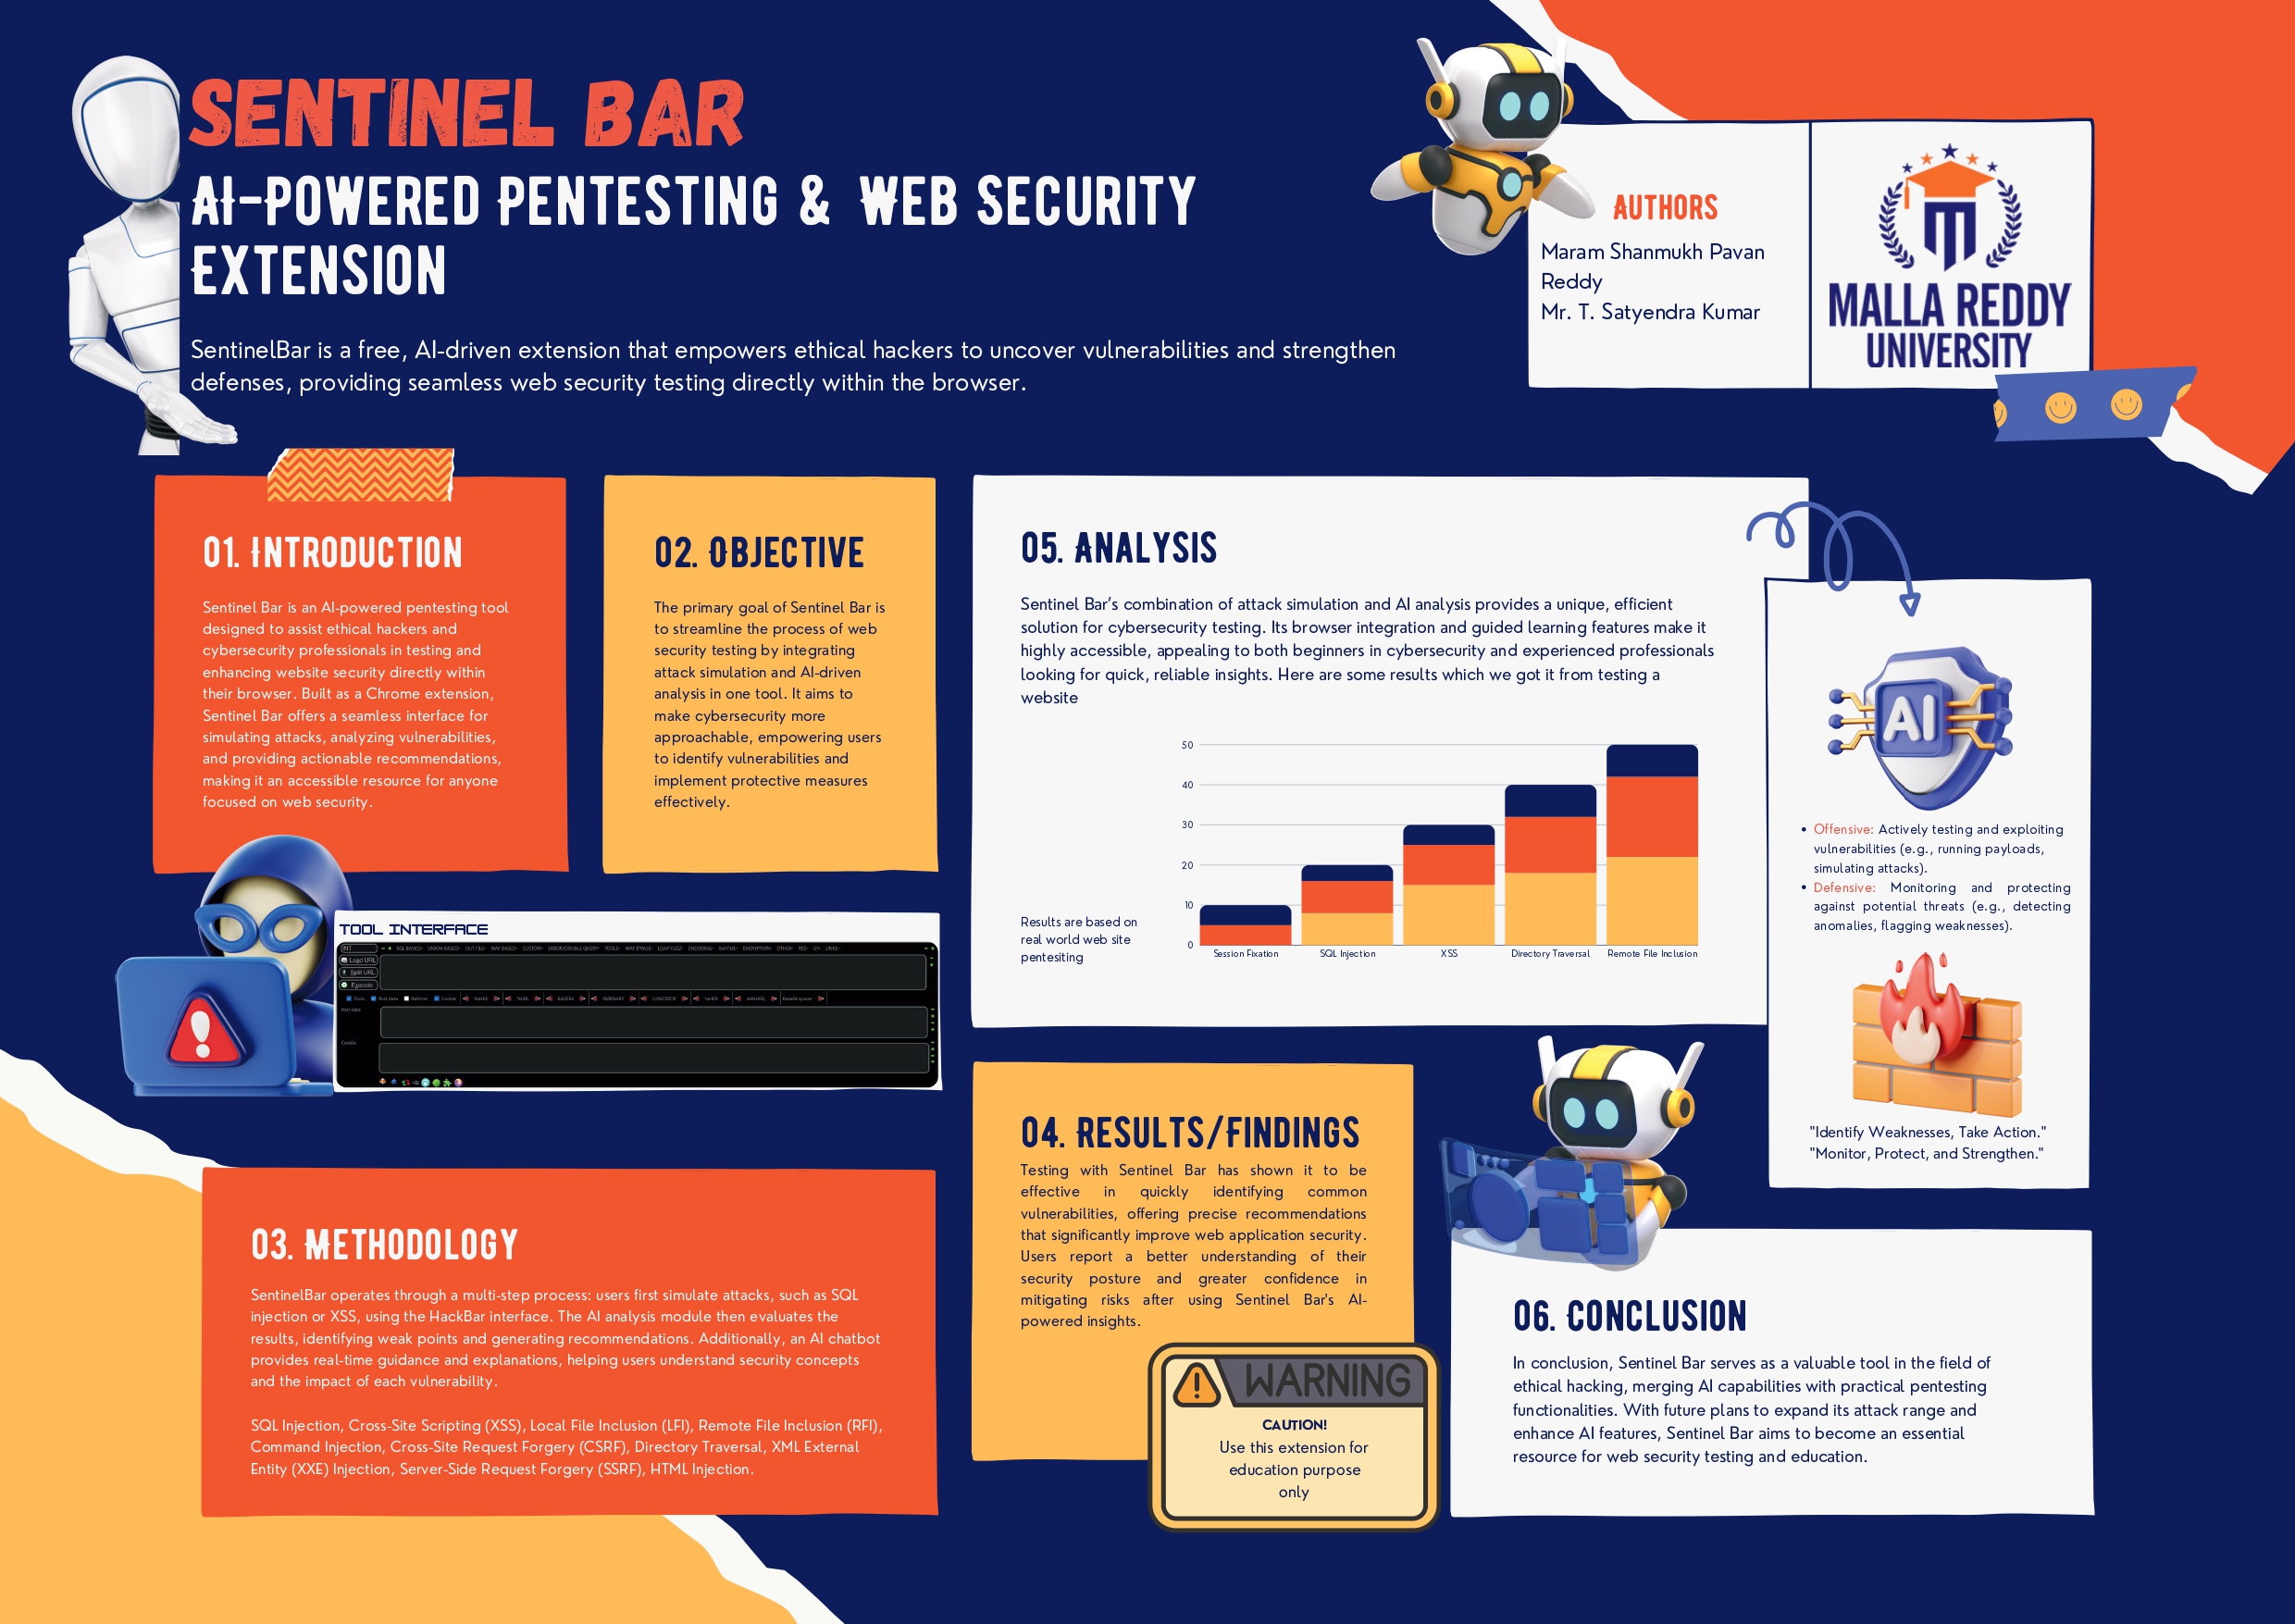 SENTINEL BAR
AI-POWERED PENTESTING & WEB SECURITY
EXTENSION
SentinelBar is a free, AI-driven extension that empowers ethical hackers to uncover vulnerabilities and strengthen
defenses, providing seamless web security testing directly within the browser.
AUTHORS
Maram Shanmukh Pavan
Reddy
Mr. T. Satyendra Kumar
MALLA REDDY
UNIVERSITY
01. INTRODUCTION
Sentinel Bar is an AI-powered pentesting tool
designed to assist ethical hackers and
cybersecurity professionals in testing and
enhancing website security directly within
their browser. Built as a Chrome extension,
Sentinel Bar offers a seamless interface for
simulating attacks, analyzing vulnerabilities,
and providing actionable recommendations,
making it an accessible resource for anyone
focused on web security.
02. OBJECTIVE
The primary goal of Sentinel Bar is
to streamline the process of web
security testing by integrating
attack simulation and AI-driven
analysis in one tool. It aims to
make cybersecurity more
approachable, empowering users
to identify vulnerabilities and
implement protective measures
effectively.
TOOL INTERFACE
Load URL
Split URL
Execute
Post data
Cookie
03. METHODOLOGY
SentinelBar operates through a multi-step process: users first simulate attacks, such as SQL
injection or XSS, using the HackBar interface. The AI analysis module then evaluates the
results, identifying weak points and generating recommendations. Additionally, an AI chatbot
provides real-time guidance and explanations, helping users understand security concepts
and the impact of each vulnerability.
SQL Injection, Cross-Site Scripting (XSS), Local File Inclusion (LFI), Remote File Inclusion (RFI),
Command Injection, Cross-Site Request Forgery (CSRF), Directory Traversal, XML External
Entity (XXE) Injection, Server-Side Request Forgery (SSRF), HTML Injection.
05. ANALYSIS
Sentinel Bar's combination of attack simulation and AI analysis provides a unique, efficient
solution for cybersecurity testing. Its browser integration and guided learning features make it
highly accessible, appealing to both beginners in cybersecurity and experienced professionals
looking for quick, reliable insights. Here are some results which we got it from testing a
website
50
40
30
20
10
0
Session Fixation
SQL Injection
XSS
Directory Traversal
Remote File Inclusion
Results are based on
real world web site
pentesiting
AI
• Offensive: Actively testing and exploiting
vulnerabilities (e.g., running payloads,
simulating attacks).
• Defensive: Monitoring and protecting
against potential threats (e.g., detecting
anomalies, flagging weaknesses).
"Identify Weaknesses, Take Action."
"Monitor, Protect, and Strengthen."
04. RESULTS/FINDINGS
Testing with Sentinel Bar has shown it to be
effective in quickly identifying common
vulnerabilities, offering precise recommendations
that significantly improve web application security.
Users report a better understanding of their
security posture and greater confidence in
mitigating risks after using Sentinel Bar's AI-
powered insights.
WARNING
CAUTION!
Use this extension for
education purpose
only
06. CONCLUSION
In conclusion, Sentinel Bar serves as a valuable tool in the field of
ethical hacking, merging AI capabilities with practical pentesting
functionalities. With future plans to expand its attack range and
enhance AI features, Sentinel Bar aims to become an essential
resource for web security testing and education.